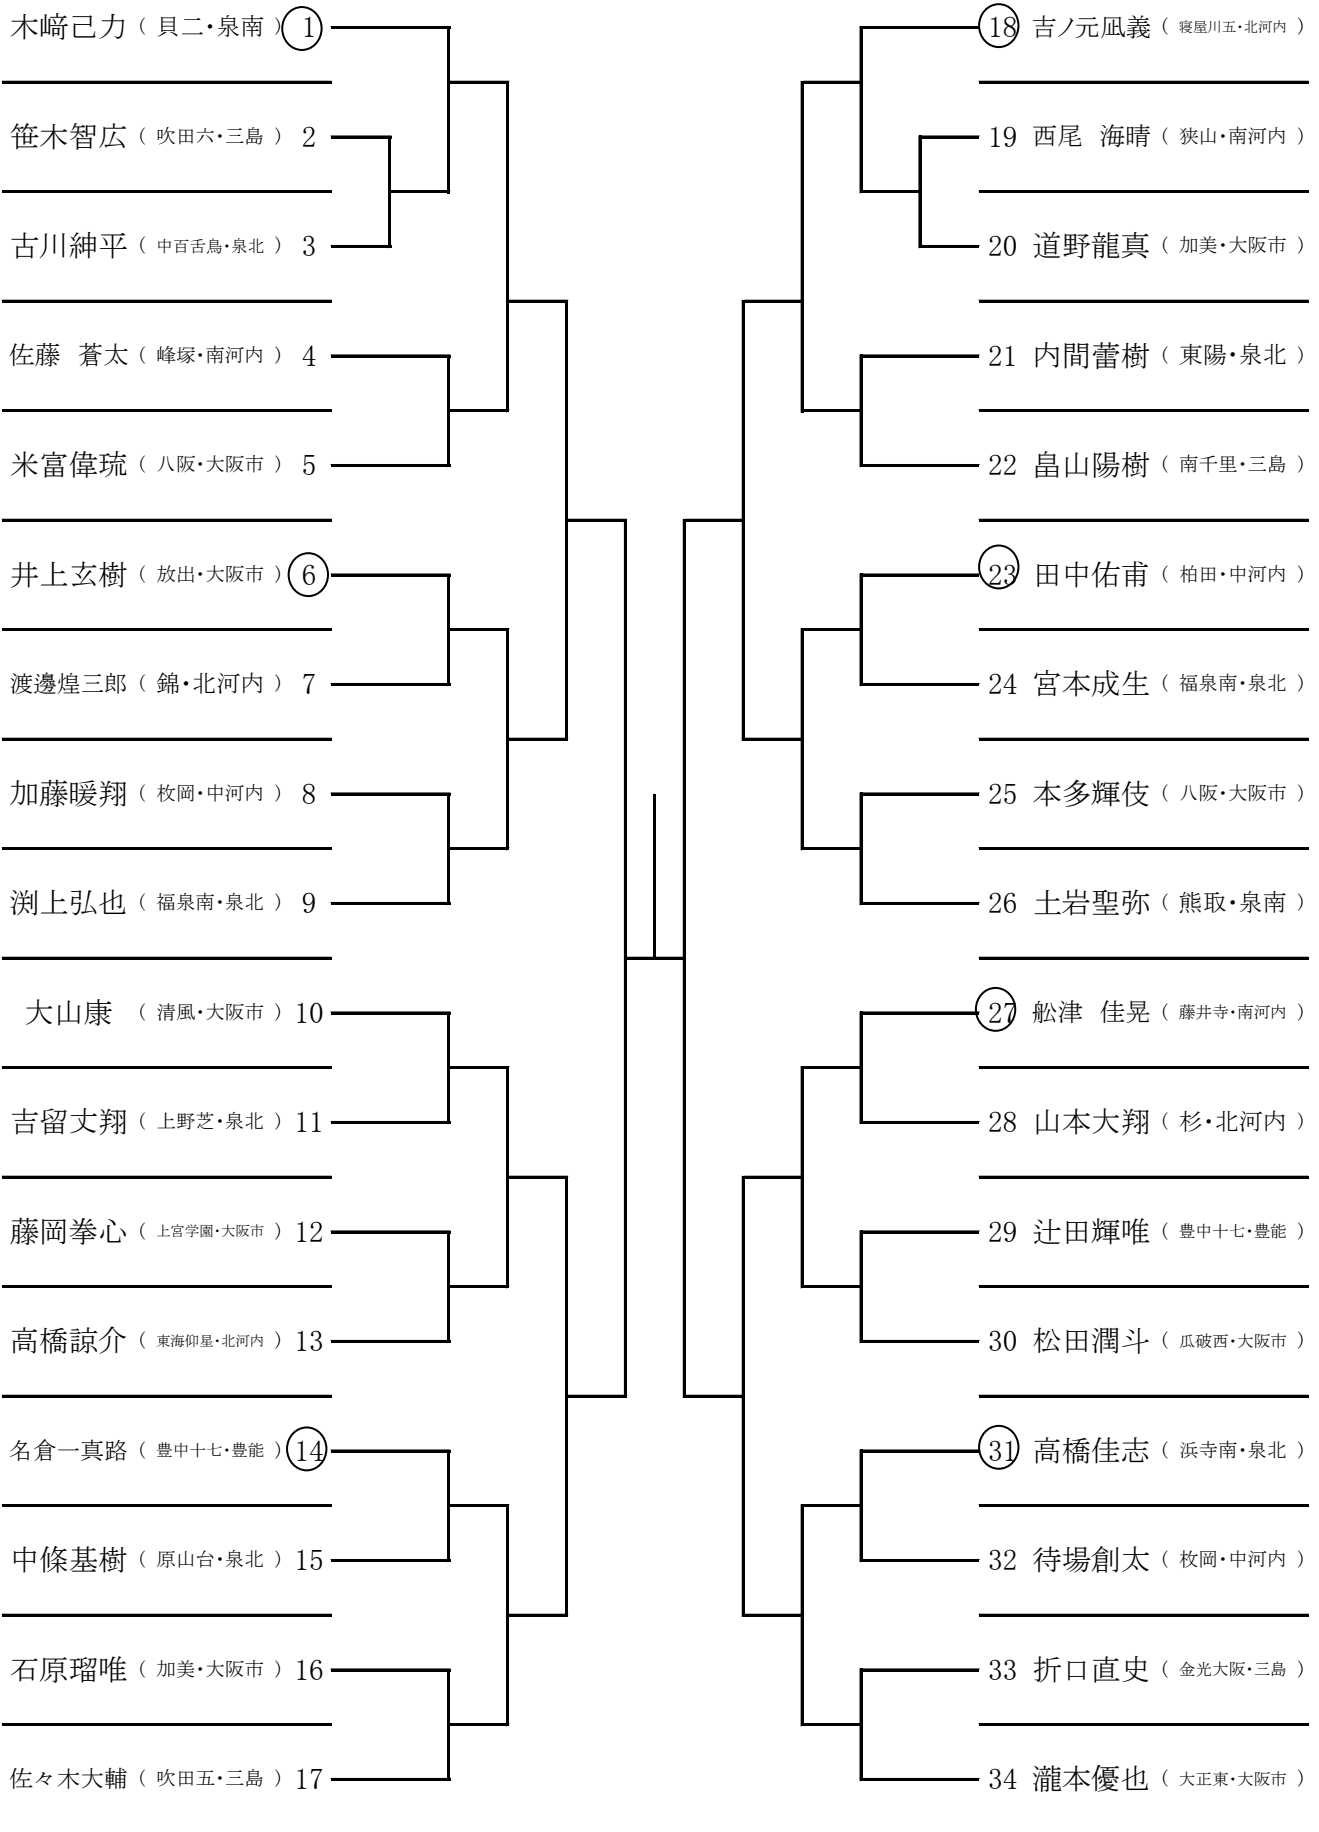 木﨑己力 ( 貝二・泉南 ) 1
笹木智広 ( 吹田六・三島 ) 2
古川紳平 ( 中百舌鳥・泉北 ) 3
佐藤 蒼太 ( 峰塚・南河内 ) 4
米富偉琉 ( 八阪・大阪市 ) 5
井上玄樹 ( 放出・大阪市 ) 6
渡邊煌三郎 ( 錦・北河内 ) 7
加藤暖翔 ( 枚岡・中河内 ) 8
渕上弘也 ( 福泉南・泉北 ) 9
大山康 ( 清風・大阪市 ) 10
吉留丈翔 ( 上野芝・泉北 ) 11
藤岡拳心 ( 上宮学園・大阪市 ) 12
高橋諒介 ( 東海仰星・北河内 ) 13
名倉一真路 ( 豊中十七・豊能 ) 14
中條基樹 ( 原山台・泉北 ) 15
石原瑠唯 ( 加美・大阪市 ) 16
佐々木大輔 ( 吹田五・三島 ) 17
18 吉ノ元凪義 ( 寝屋川五・北河内 )
19 西尾 海晴 ( 狭山・南河内 )
20 道野龍真 ( 加美・大阪市 )
21 内間蕾樹 ( 東陽・泉北 )
22 畠山陽樹 ( 南千里・三島 )
23 田中佑甫 ( 柏田・中河内 )
24 宮本成生 ( 福泉南・泉北 )
25 本多輝伎 ( 八阪・大阪市 )
26 土岩聖弥 ( 熊取・泉南 )
27 舩津 佳晃 ( 藤井寺・南河内 )
28 山本大翔 ( 杉・北河内 )
29 辻田輝唯 ( 豊中十七・豊能 )
30 松田潤斗 ( 瓜破西・大阪市 )
31 高橋佳志 ( 浜寺南・泉北 )
32 待場創太 ( 枚岡・中河内 )
33 折口直史 ( 金光大阪・三島 )
34 瀧本優也 ( 大正東・大阪市 )